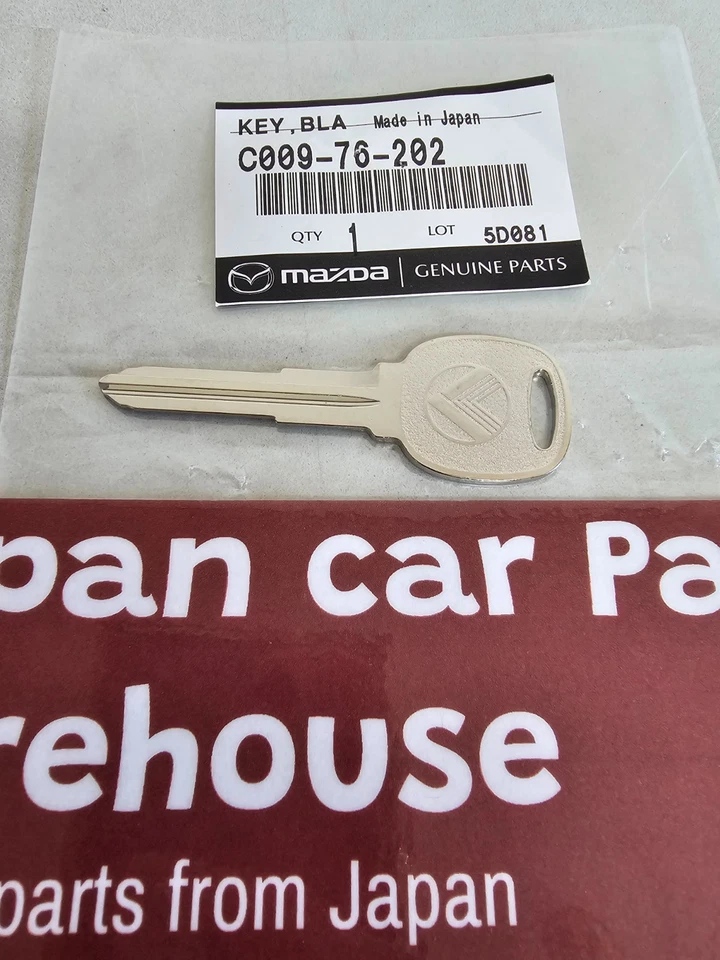 KEY,BLA Made in Japan
C009-76-202
QTY 1 LOT 5D081
mazda GENUINE PARTS
pan car Pa
rehouse
parts from Japan